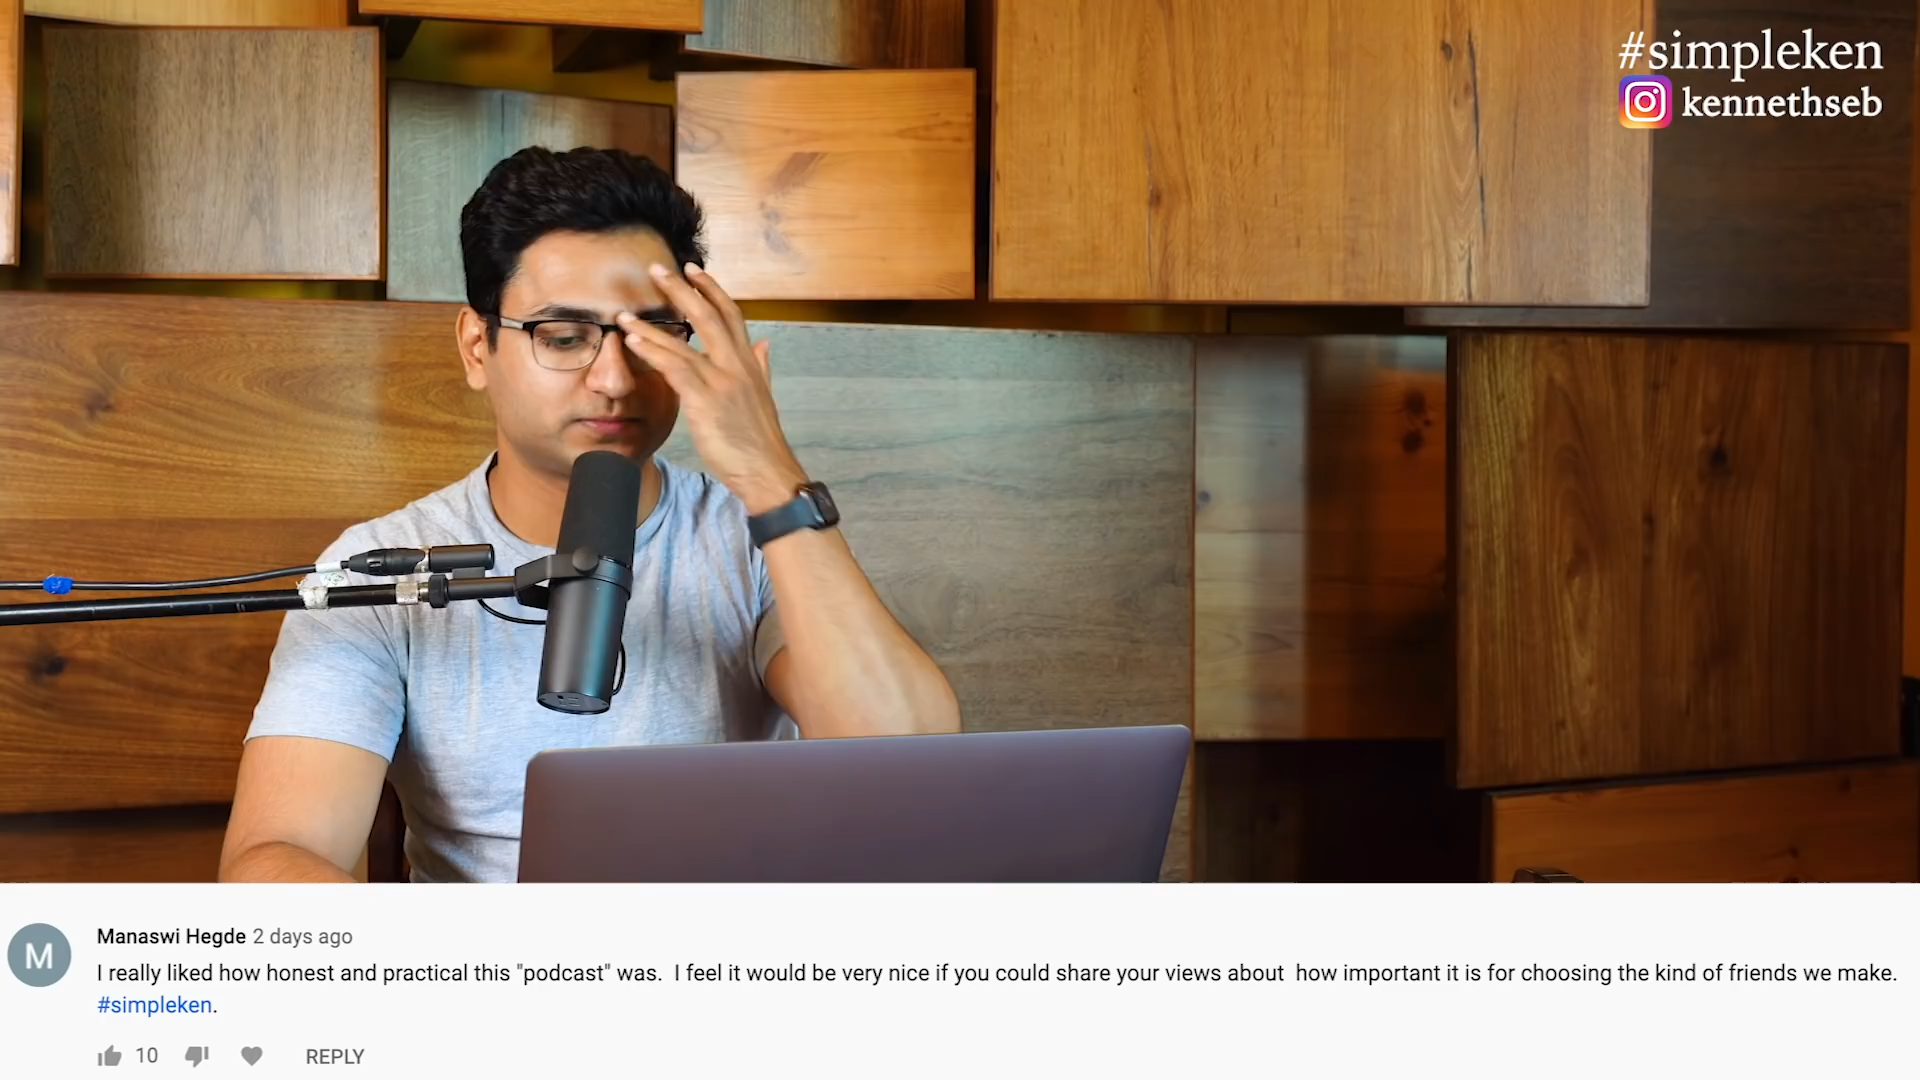 #simpleken
kennethseb
M
Manaswi Hegde 2 days ago
I really liked how honest and practical this "podcast" was.  I feel it would be very nice if you could share your views about  how important it is for choosing the kind of friends we make.
#simpleken.
10
REPLY